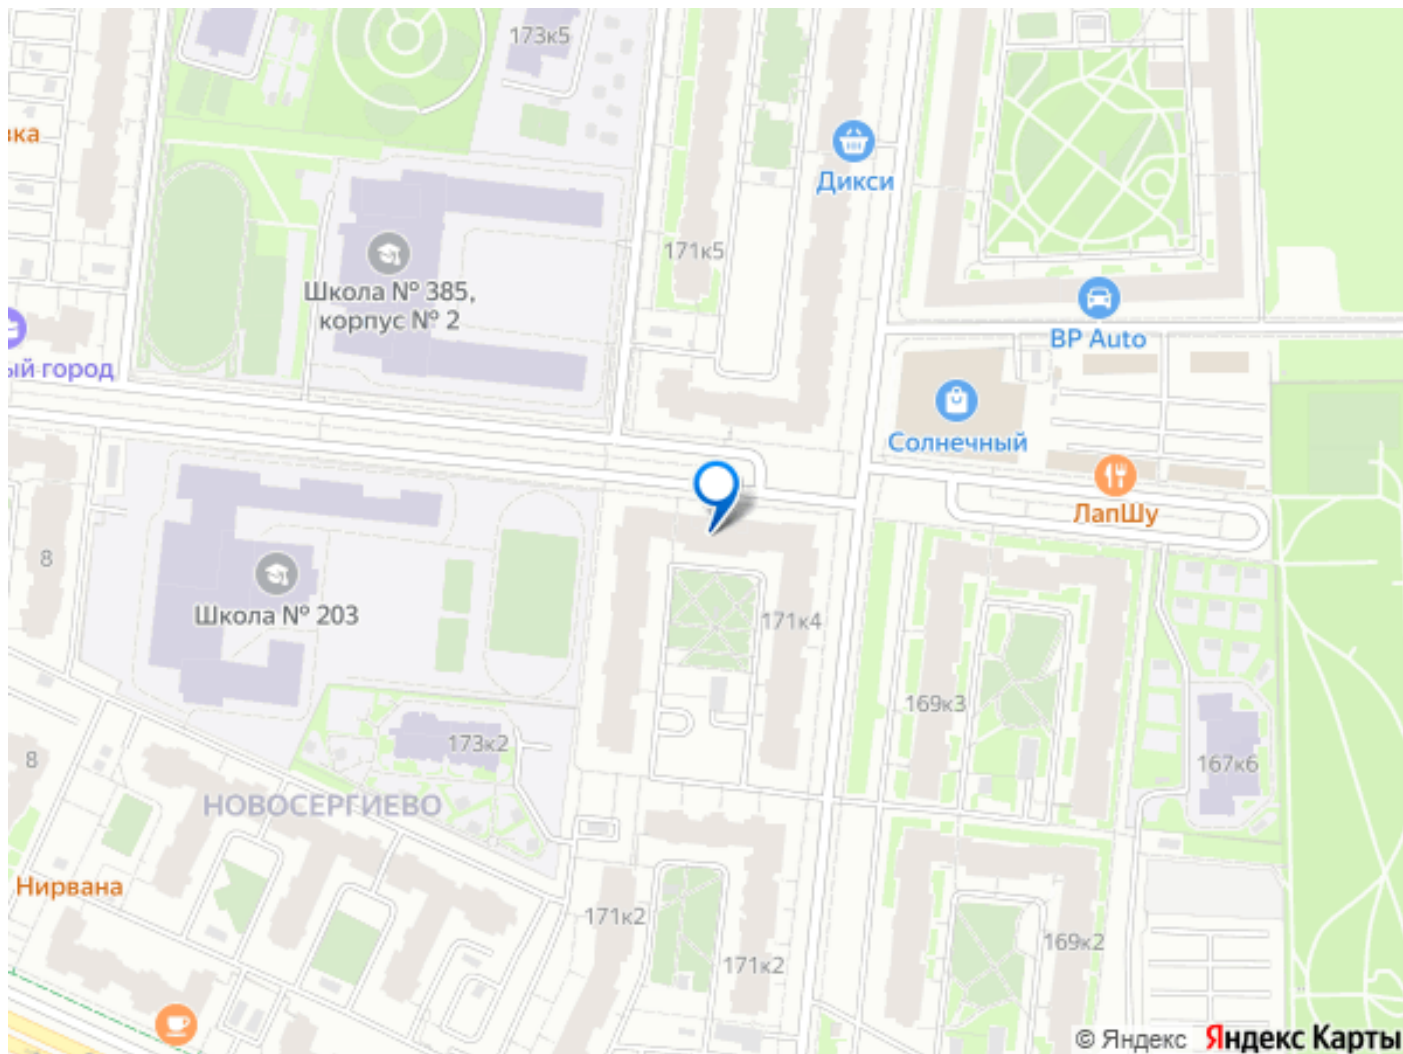 173к5
вка
Дикси
171к5
Школа № 385,
корпус № 2
BP Auto
ый город
Солнечный
ЛапШу
8
Школа № 203
171к4
169к3
173к2
8
167к6
НОВОСЕРГИЕВО
Нирвана
171к2
169к2
171к2
© Яндекс Яндекс Карты